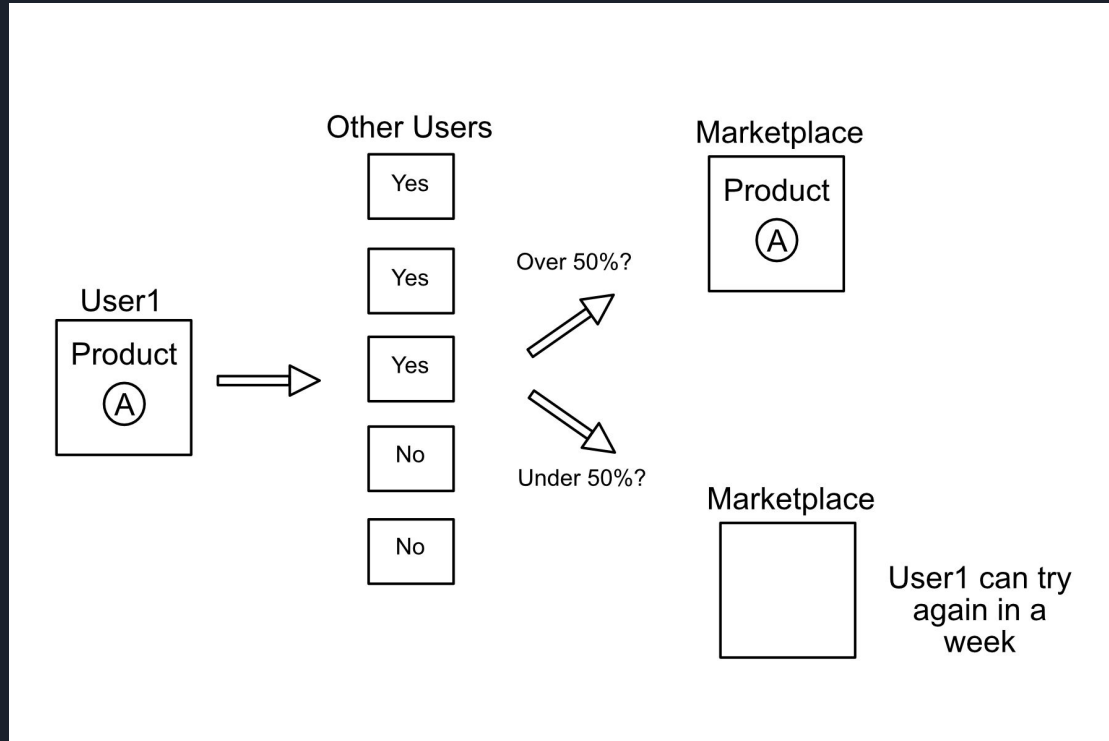 User1
Product
A
Other Users
Yes
Yes
Yes
No
No
Over 50%?
Under 50%?
Marketplace
Product
A
Marketplace
User1 can try
again in a
week